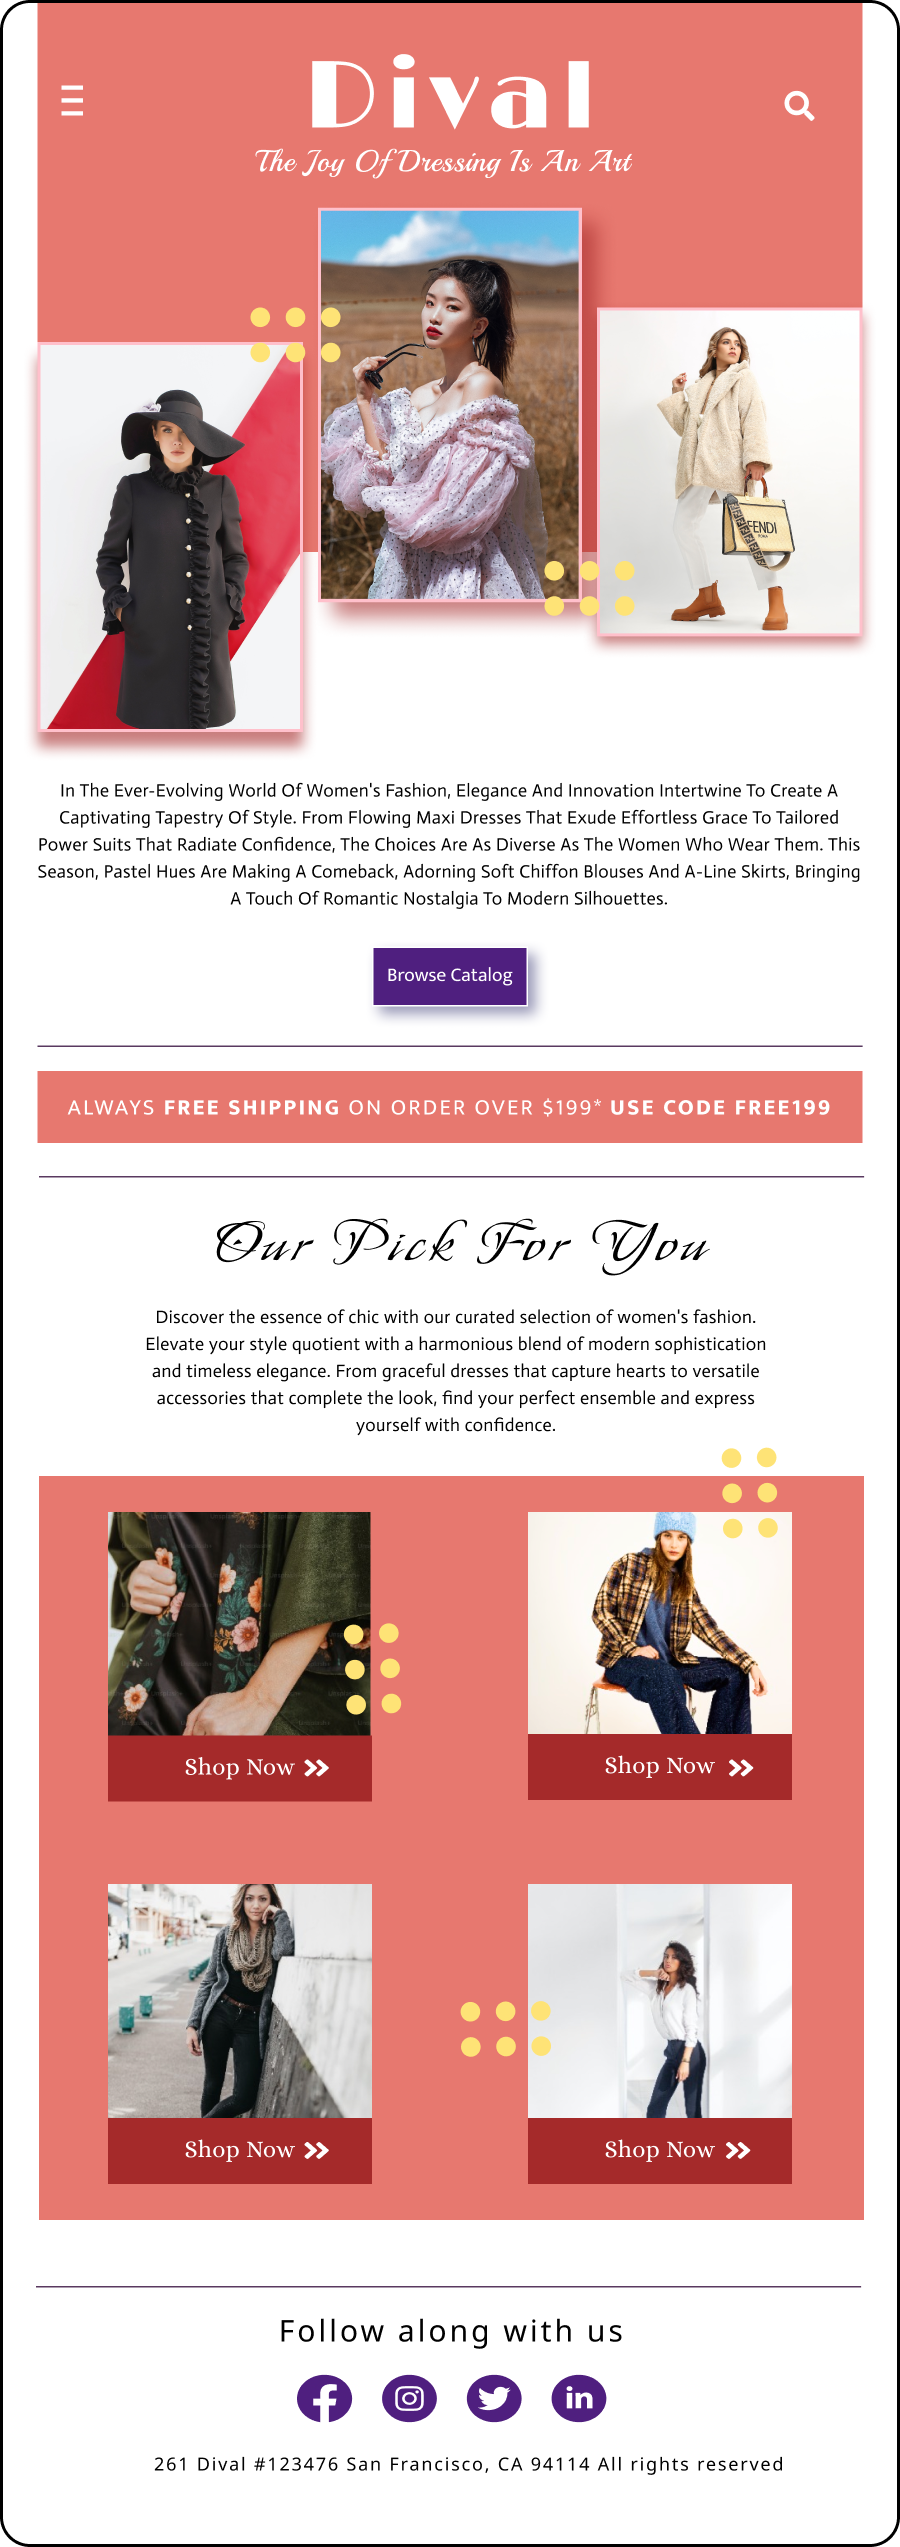 Dival
The Joy Of Dressing Is An Art
FENDI
ROMA
In The Ever-Evolving World Of Women's Fashion, Elegance And Innovation Intertwine To Create A
Captivating Tapestry Of Style. From Flowing Maxi Dresses That Exude Effortless Grace To Tailored
Power Suits That Radiate Confidence, The Choices Are As Diverse As The Women Who Wear Them. This
Season, Pastel Hues Are Making A Comeback, Adorning Soft Chiffon Blouses And A-Line Skirts, Bringing
A Touch Of Romantic Nostalgia To Modern Silhouettes.
Browse Catalog
ALWAYS FREE SHIPPING ON ORDER OVER $199* USE CODE FREE199
Our Pick For You
Discover the essence of chic with our curated selection of women's fashion.
Elevate your style quotient with a harmonious blend of modern sophistication
and timeless elegance. From graceful dresses that capture hearts to versatile
accessories that complete the look, find your perfect ensemble and express
yourself with confidence.
Shop Now
Shop Now
Shop Now
Shop Now
Follow along with us
261 Dival #123476 San Francisco, CA 94114 All rights reserved